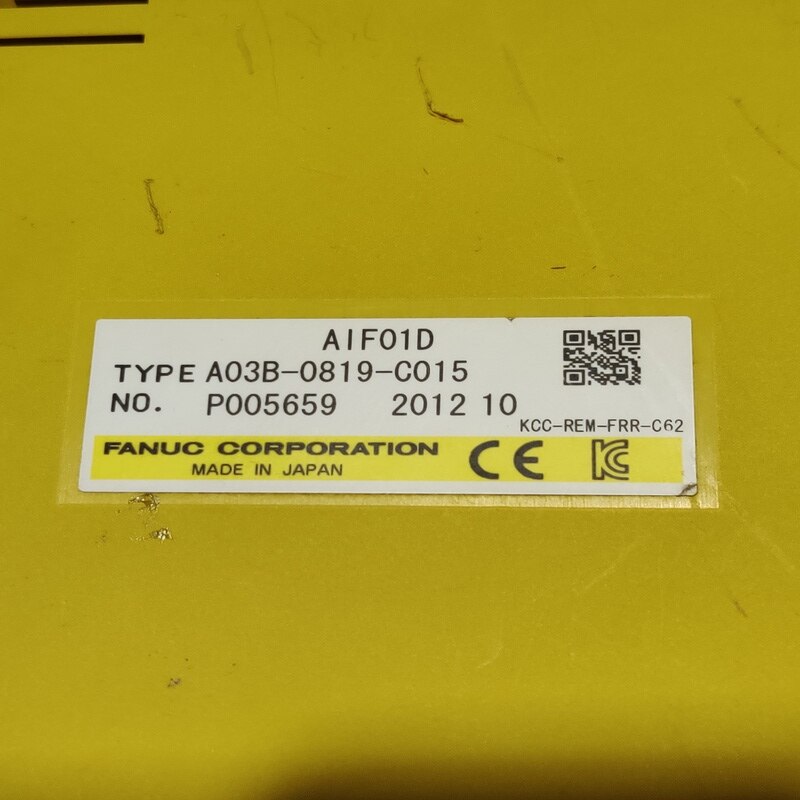 AIF01D
TYPE A03B-0819-C015
NO. P005659 2012 10
KCC-REM-FRR-C62
FANUC CORPORATION
MADE IN JAPAN
CE
KC